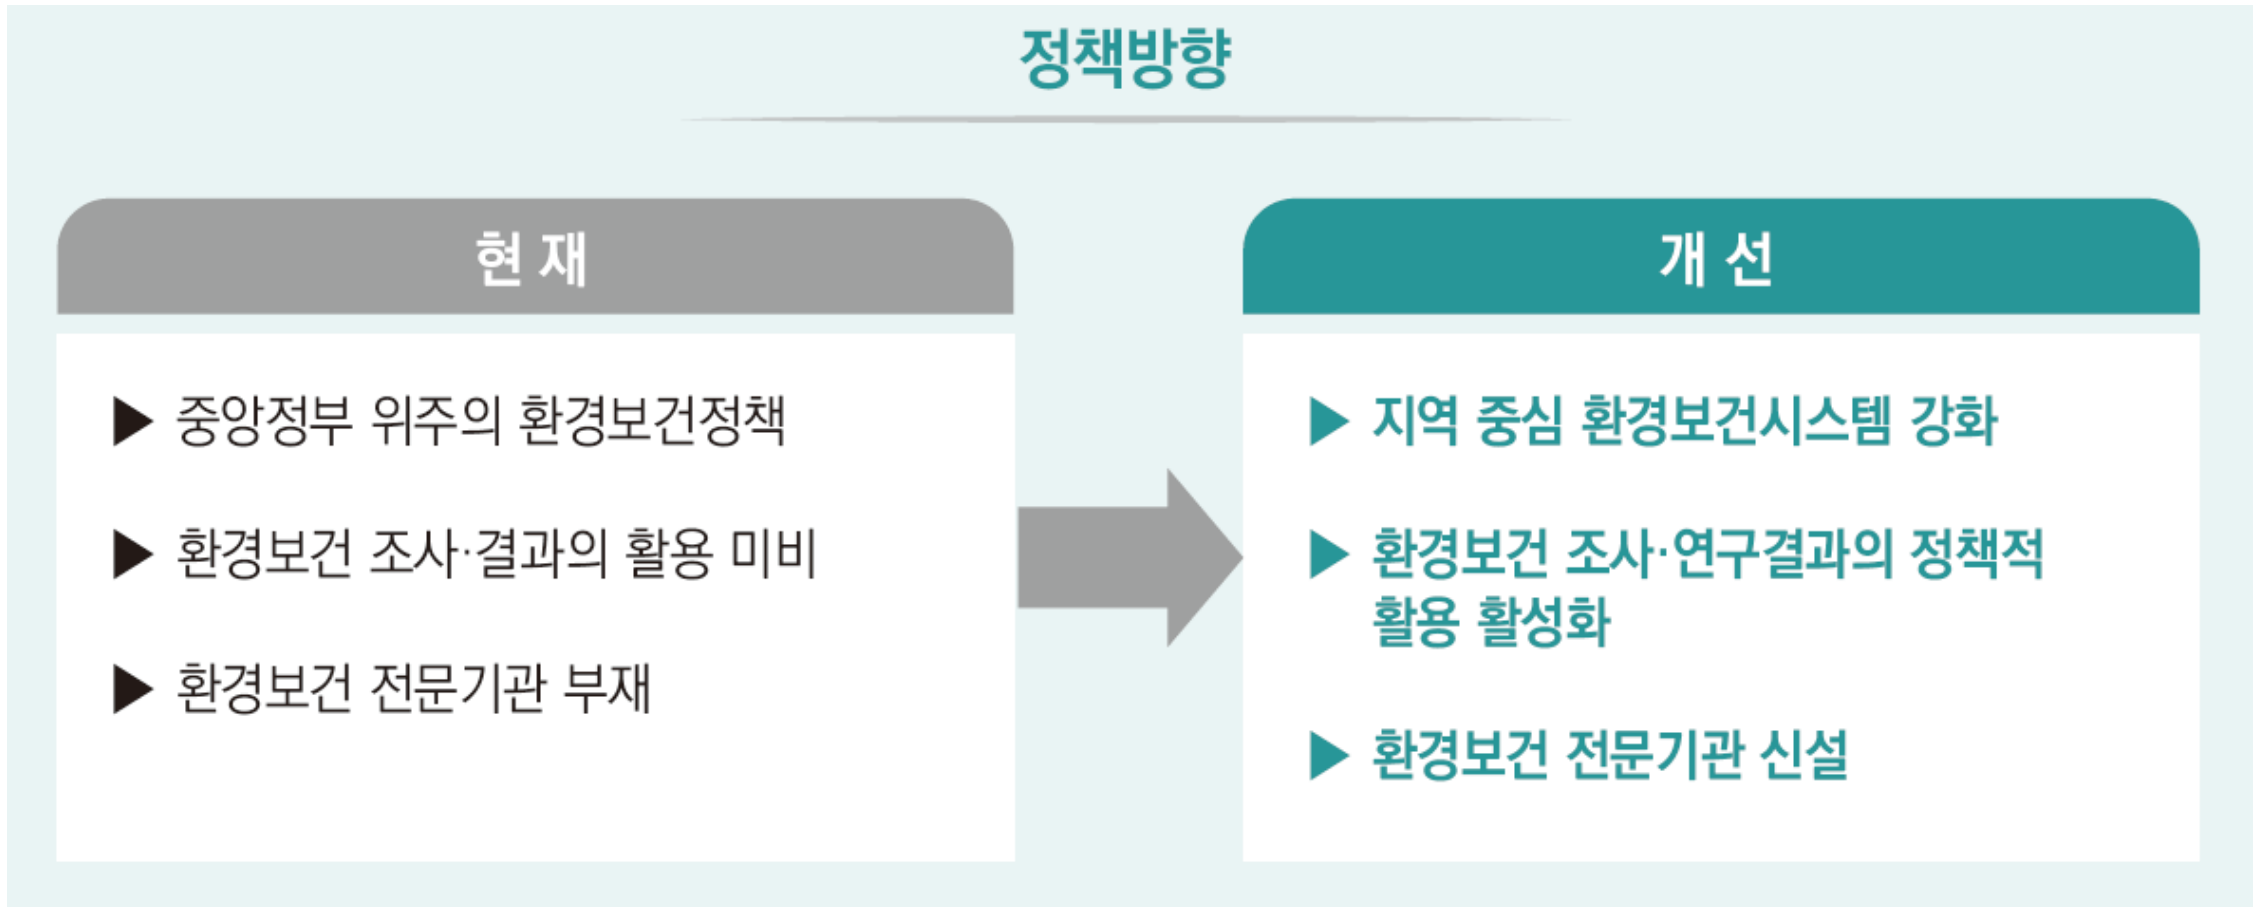 정책방향
현 재
▶ 중앙정부 위주의 환경보건정책
▶ 환경보건 조사·결과의 활용 미비
▶ 환경보건 전문기관 부재
개 선
▶ 지역 중심 환경보건시스템 강화
▶ 환경보건 조사·연구결과의 정책적
활용 활성화
▶ 환경보건 전문기관 신설